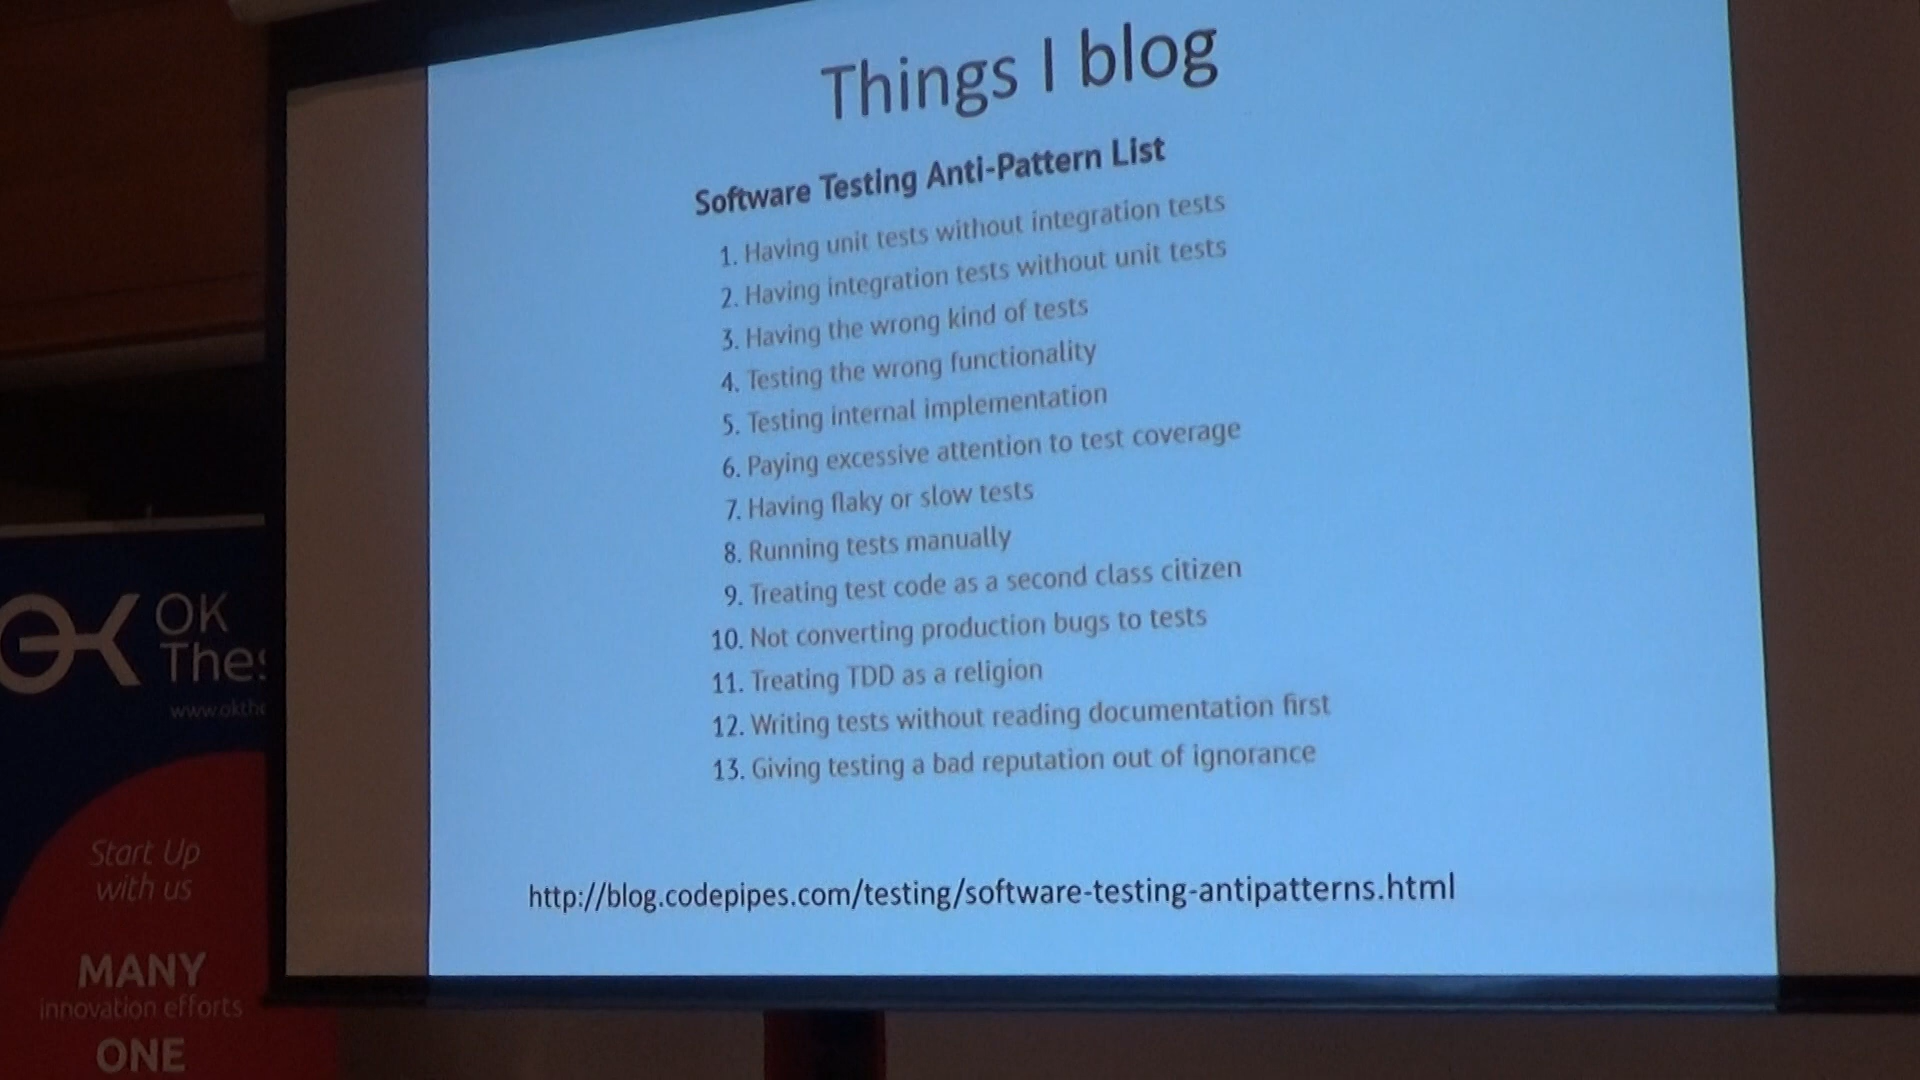 Things I blog
Software Testing Anti-Pattern List
1. Having unit tests without integration tests
2. Having integration tests without unit tests
3. Having the wrong kind of tests
4. Testing the wrong functionality
5. Testing internal implementation
6. Paying excessive attention to test coverage
7. Having flaky or slow tests
8. Running tests manually
9. Treating test code as a second class citizen
10. Not converting production bugs to tests
11. Treating TDD as a religion
12. Writing tests without reading documentation first
13. Giving testing a bad reputation out of ignorance
http://blog.codepipes.com/testing/software-testing-antipatterns.html
OK
Start Up
with us
MANY
innovation efforts
ONE